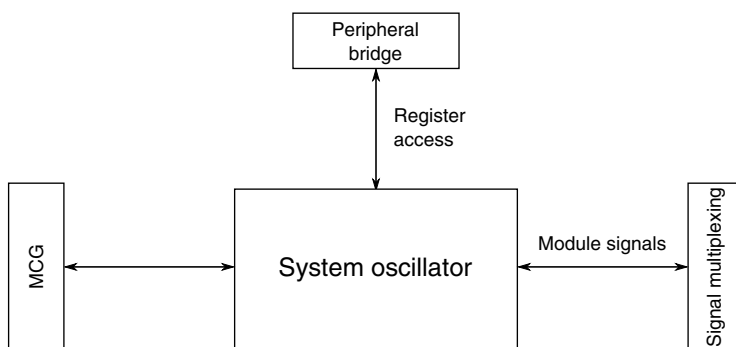 Peripheral
bridge
Register
access
MCG
System oscillator
Module signals
Signal multiplexing